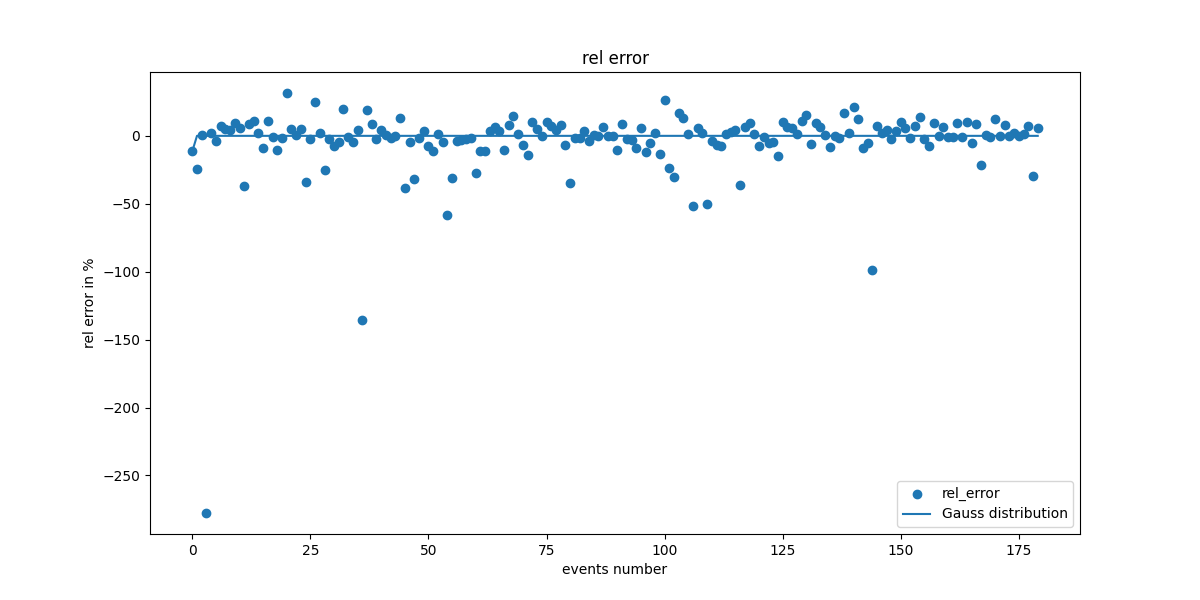 rel error
0
−50
−100
−150
−200
−250
rel error in %
0
25
50
75
100
125
150
175
events number
rel_error
Gauss distribution